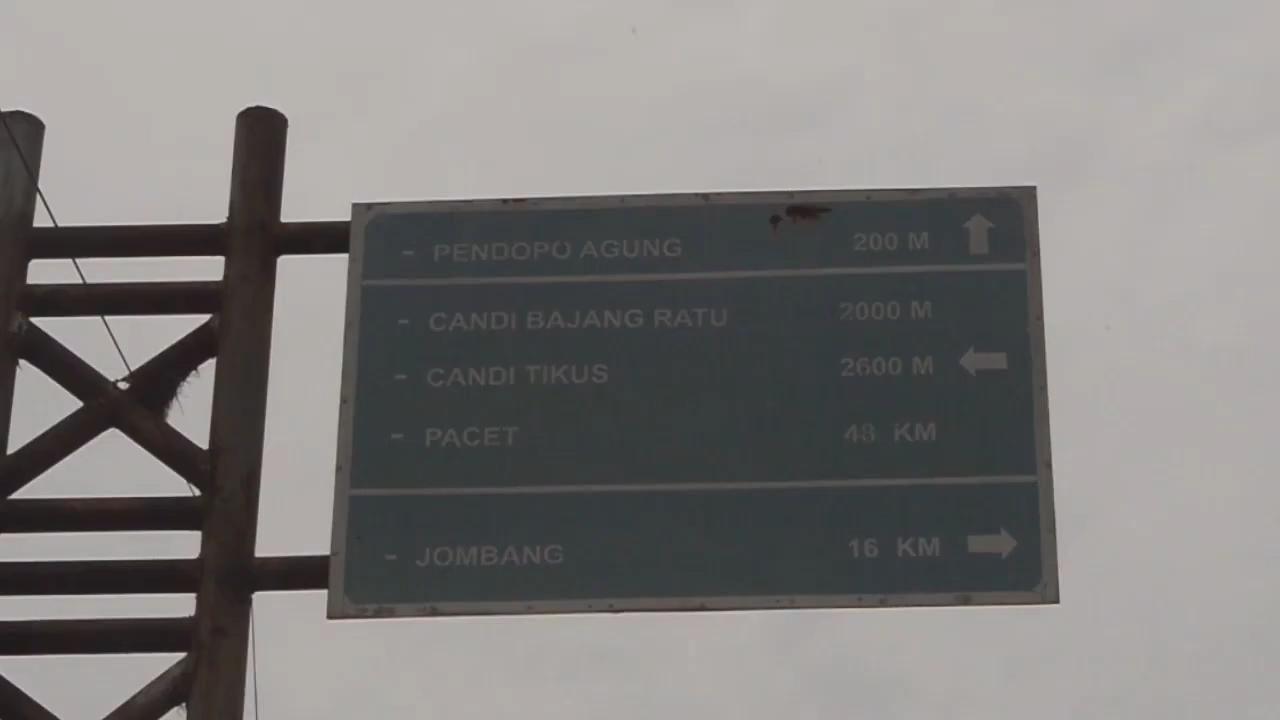 - PENDOPO AGUNG 200 M
- CANDI BAJANG RATU 2000 M
- CANDI TIKUS 2600 M
- PACET 48 KM
- JOMBANG 16 KM